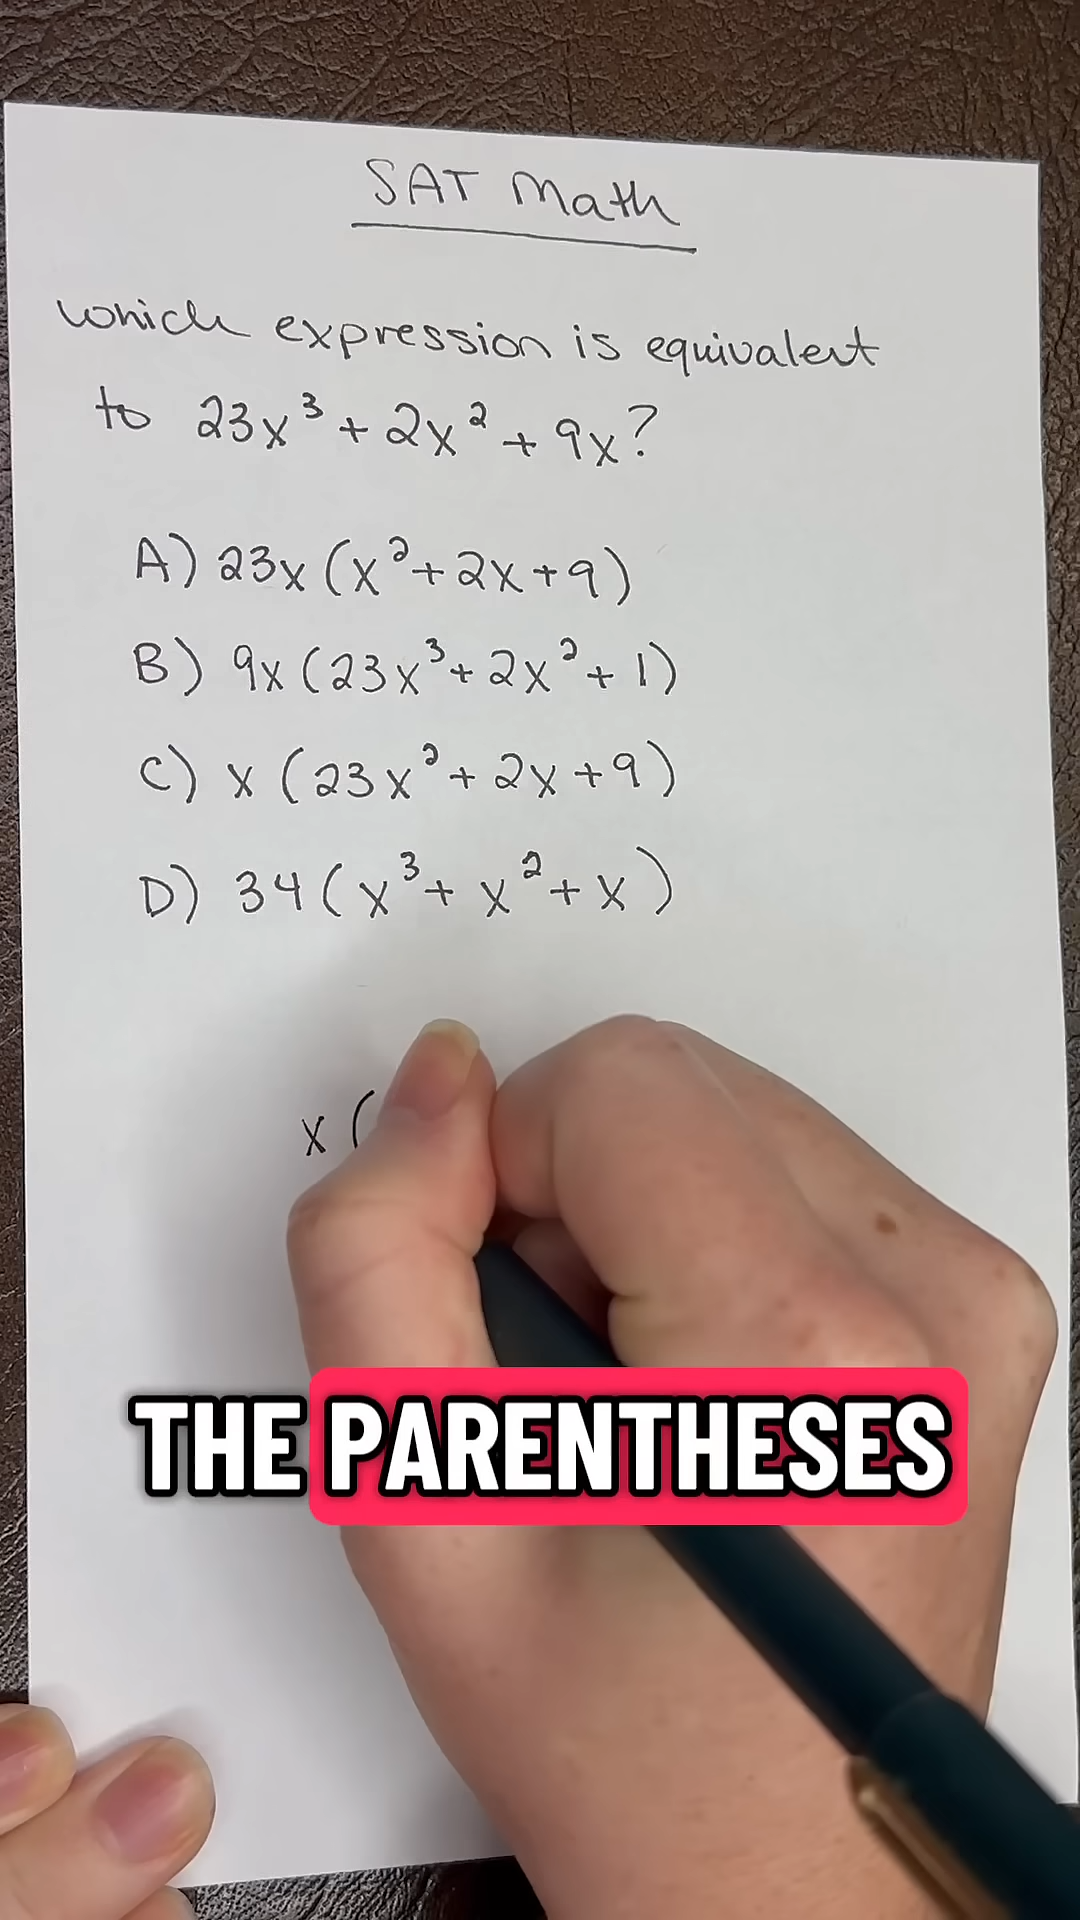 SAT Math
which expression is equivalent
to 23x³ + 2x² + 9x?
A) 23x (x² + 2x + 9)
B) 9x (23x³ + 2x² + 1)
C) x (23x² + 2x + 9)
D) 34 (x³ + x² + x)
x (
THE PARENTHESES